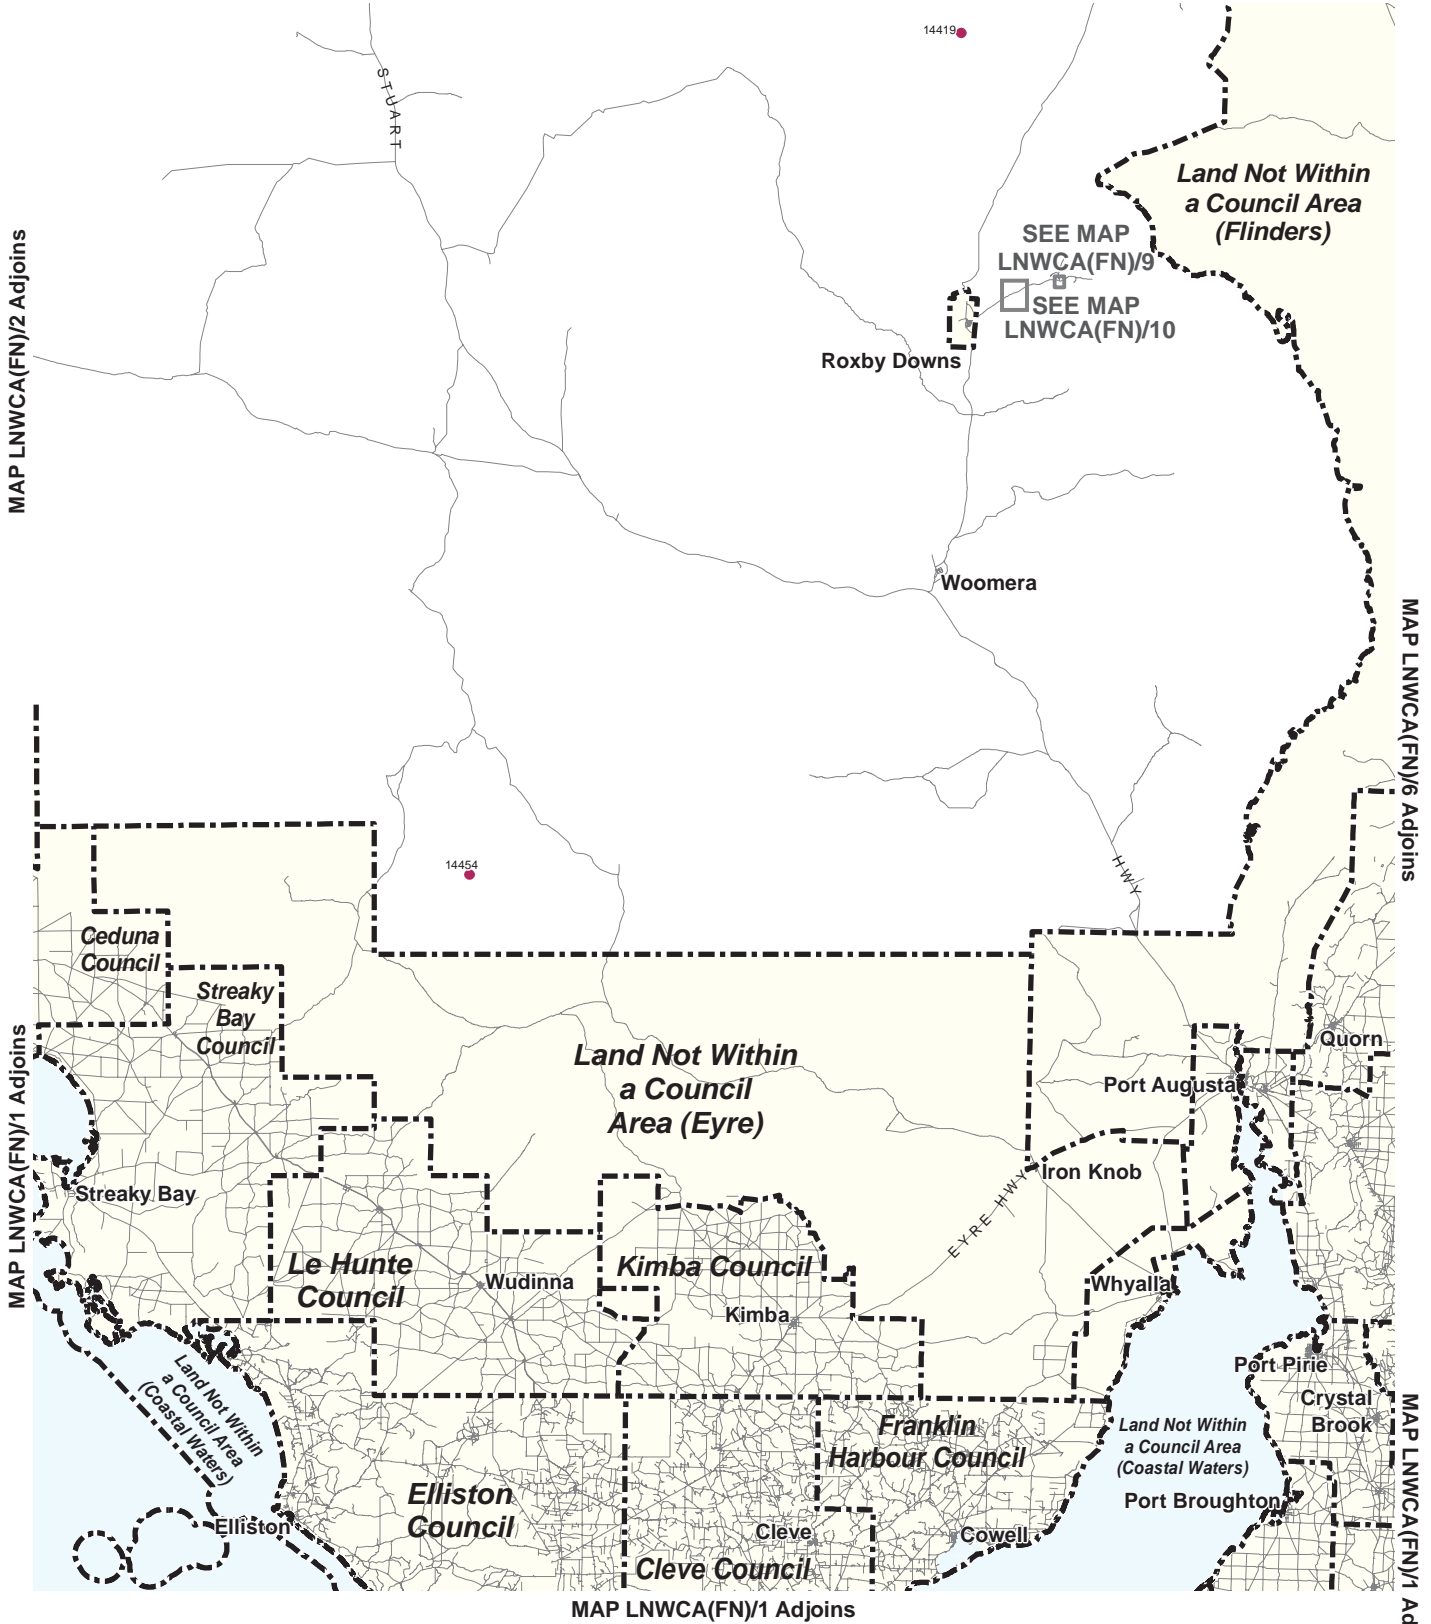 14419
STUART
Land Not Within
a Council Area
(Flinders)
SEE MAP
LNWCA(FN)/9
SEE MAP
LNWCA(FN)/10
Roxby Downs
MAP LNWCA(FN)/2 Adjoins
Woomera
MAP LNWCA(FN)/6 Adjoins
14454
HWY
Ceduna
Council
Streaky
Bay
Council
Land Not Within
a Council
Area (Eyre)
Quorn
Port Augusta
MAP LNWCA(FN)/1 Adjoins
Iron Knob
Streaky Bay
EYRE HWY
Le Hunte
Council
Wudinna
Kimba Council
Kimba
Whyalla
Port Pirie
Crystal
Brook
Land Not Within
a Council Area
(Coastal Waters)
Franklin
Harbour Council
Land Not Within
a Council Area
(Coastal Waters)
Port Broughton
Elliston
Council
Elliston
Cleve
Cowell
Cleve Council
MAP LNWCA(FN)/1 Ad
MAP LNWCA(FN)/1 Adjoins